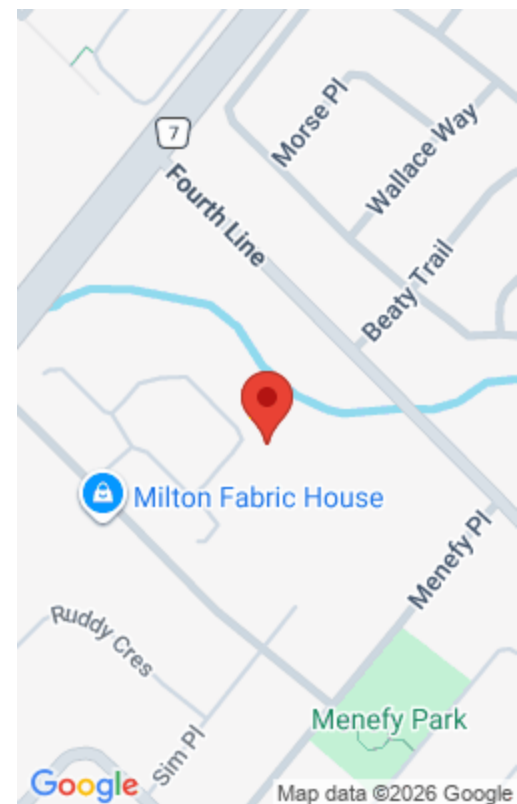 7
Morse Pl
Wallace Way
Fourth Line
Beaty Trail
Milton Fabric House
Menefy Pl
Ruddy Cres
Sim Pl
Menefy Park
Google
Map data ©2026 Google